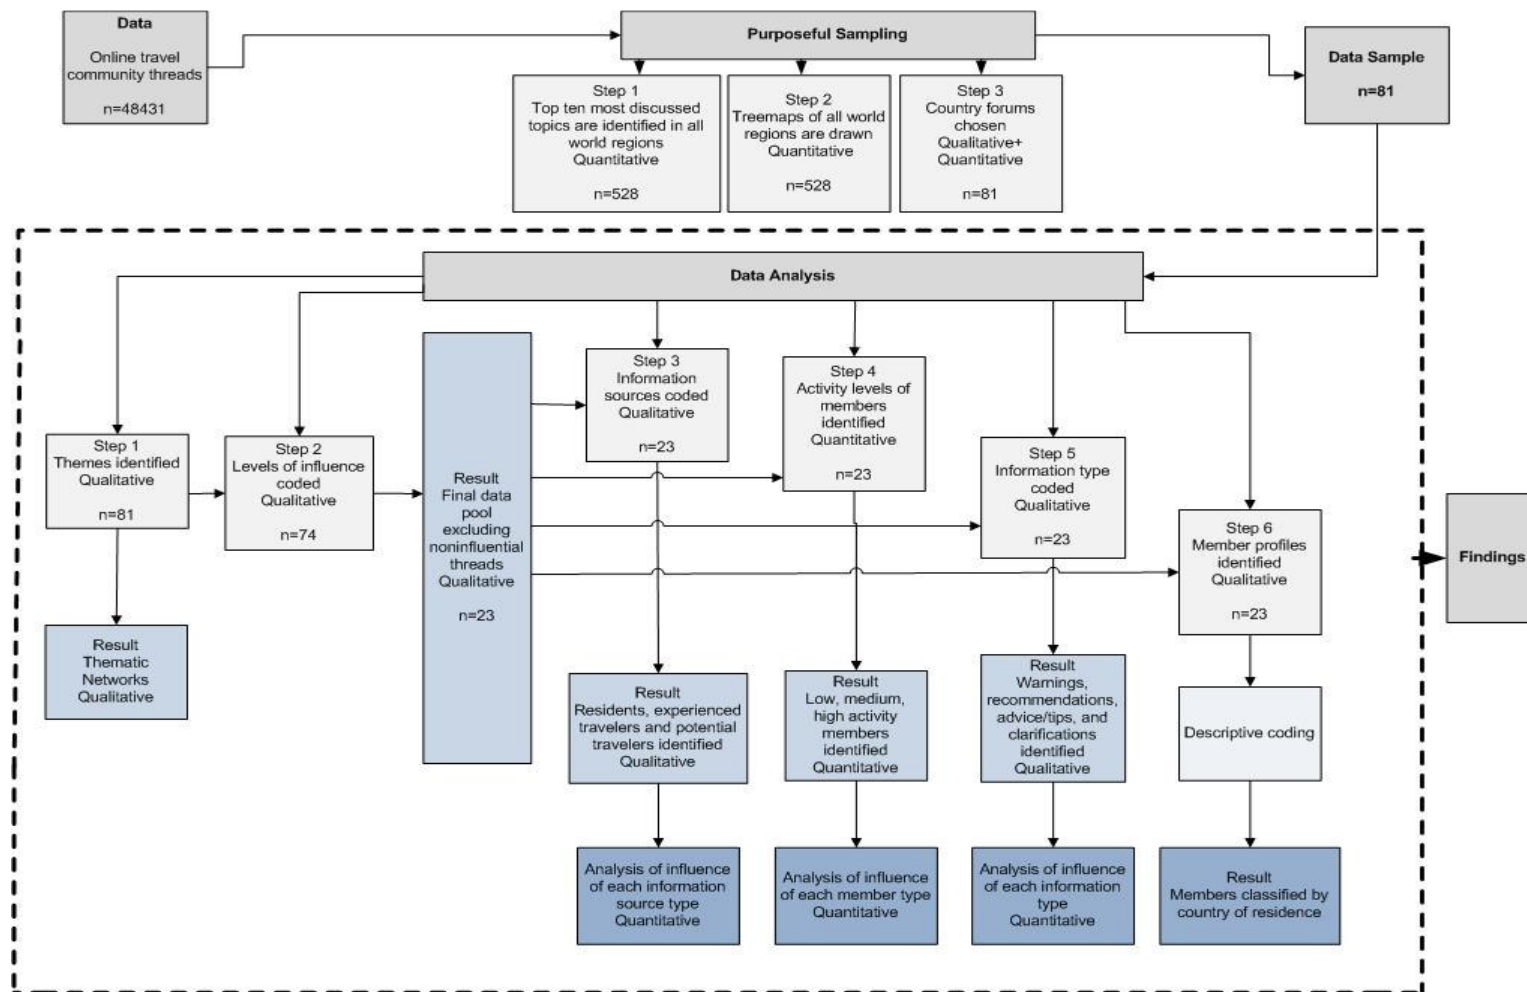 Data
Online travel
community threads
n=48431
Purposeful Sampling
Data Sample
n=81
Step 1
Top ten most discussed
topics are identified in all
world regions
Quantitative
n=528
Step 2
Treemaps of all world
regions are drawn
Quantitative
n=528
Step 3
Country forums
chosen
Qualitative+
Quantitative
n=81
Data Analysis
Step 1
Themes identified
Qualitative
n=81
Step 2
Levels of influence
coded
Qualitative
n=74
Result
Final data
pool
excluding
noninfluential
threads
Qualitative
n=23
Step 3
Information
sources coded
Qualitative
n=23
Step 4
Activity levels of
members
identified
Quantitative
n=23
Step 5
Information type
coded
Qualitative
n=23
Step 6
Member profiles
identified
Qualitative
n=23
Findings
Result
Thematic
Networks
Qualitative
Result
Residents, experienced
travelers and potential
travelers identified
Qualitative
Result
Low, medium,
high activity
members
identified
Quantitative
Result
Warnings,
recommendations,
advice/tips, and
clarifications
identified
Qualitative
Descriptive coding
Analysis of influence
of each information
source type
Quantitative
Analysis of influence
of each member type
Quantitative
Analysis of influence
of each information
type
Quantitative
Result
Members classified by
country of residence